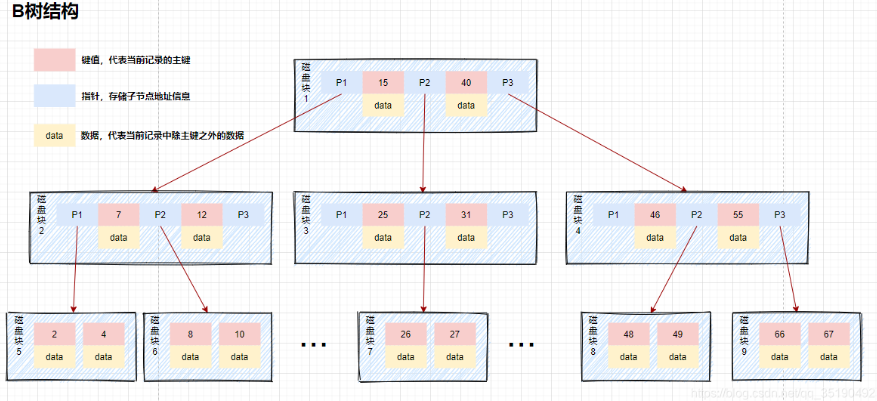 B树结构
键值，代表当前记录的主键
指针，存储子节点地址信息
data 数据，代表当前记录中除主键之外的数据
磁盘块1
P1 15 P2 40 P3
data data
磁盘块2
P1 7 P2 12 P3
data data
磁盘块3
P1 25 P2 31 P3
data data
磁盘块4
P1 46 P2 55 P3
data data
磁盘块5
2 4
data data
磁盘块6
8 10
data data
...
磁盘块7
26 27
data data
...
磁盘块8
48 49
data data
磁盘块9
66 67
data data
https://blog.csdn.net/qq_35190492